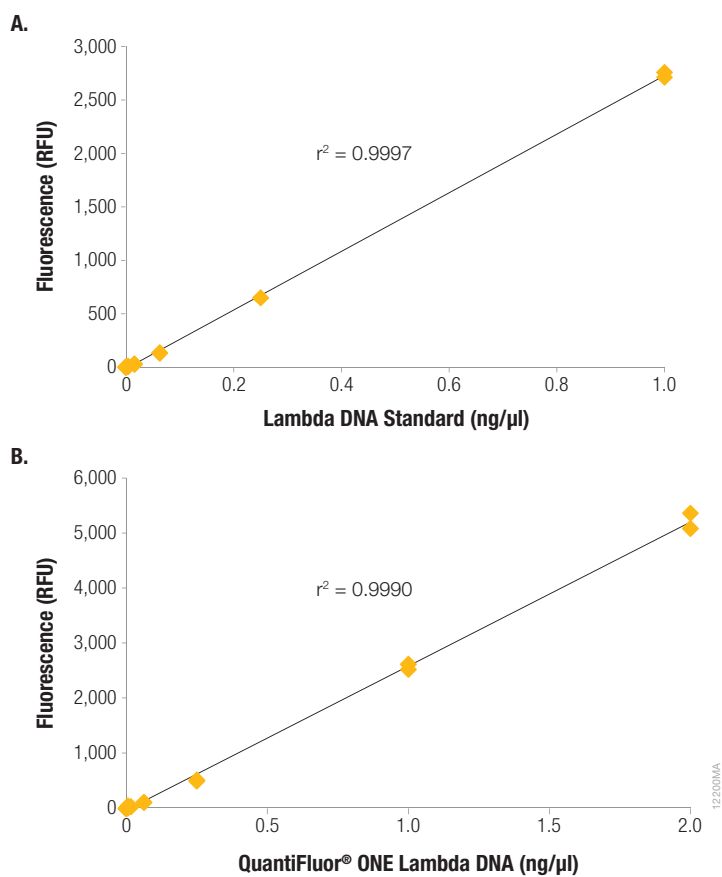 A.
3,000
2,500
2,000
1,500
1,000
500
0
Fluorescence (RFU)
r² = 0.9997
0
0.2
0.4
0.6
0.8
1.0
Lambda DNA Standard (ng/µl)
B.
6,000
5,000
4,000
3,000
2,000
1,000
0
Fluorescence (RFU)
r² = 0.9990
0
0.5
1.0
1.5
2.0
QuantiFluor® ONE Lambda DNA (ng/µl)
12200MA